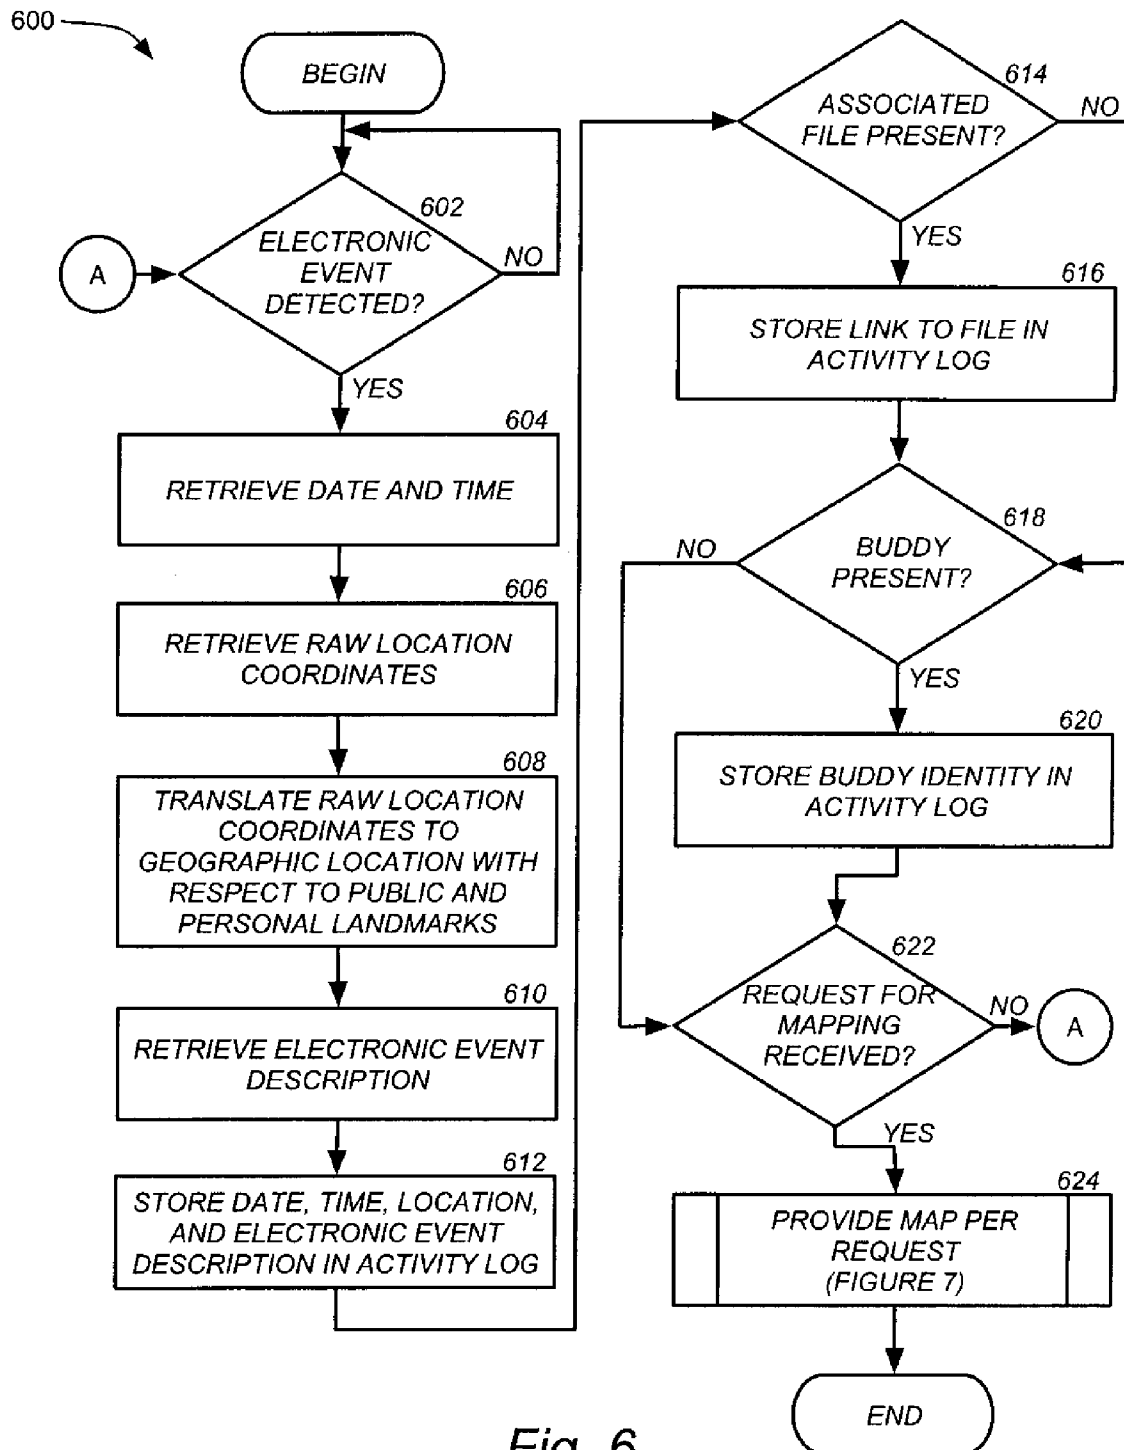 600
BEGIN
602
ELECTRONIC
EVENT
DETECTED?
NO
A
YES
604
RETRIEVE DATE AND TIME
606
RETRIEVE RAW LOCATION
COORDINATES
608
TRANSLATE RAW LOCATION
COORDINATES TO
GEOGRAPHIC LOCATION WITH
RESPECT TO PUBLIC AND
PERSONAL LANDMARKS
610
RETRIEVE ELECTRONIC EVENT
DESCRIPTION
612
STORE DATE, TIME, LOCATION,
AND ELECTRONIC EVENT
DESCRIPTION IN ACTIVITY LOG
614
ASSOCIATED
FILE PRESENT?
NO
YES
616
STORE LINK TO FILE IN
ACTIVITY LOG
618
BUDDY
PRESENT?
NO
YES
620
STORE BUDDY IDENTITY IN
ACTIVITY LOG
622
REQUEST FOR
MAPPING
RECEIVED?
NO
A
YES
624
PROVIDE MAP PER
REQUEST
(FIGURE 7)
END
Fig. 6